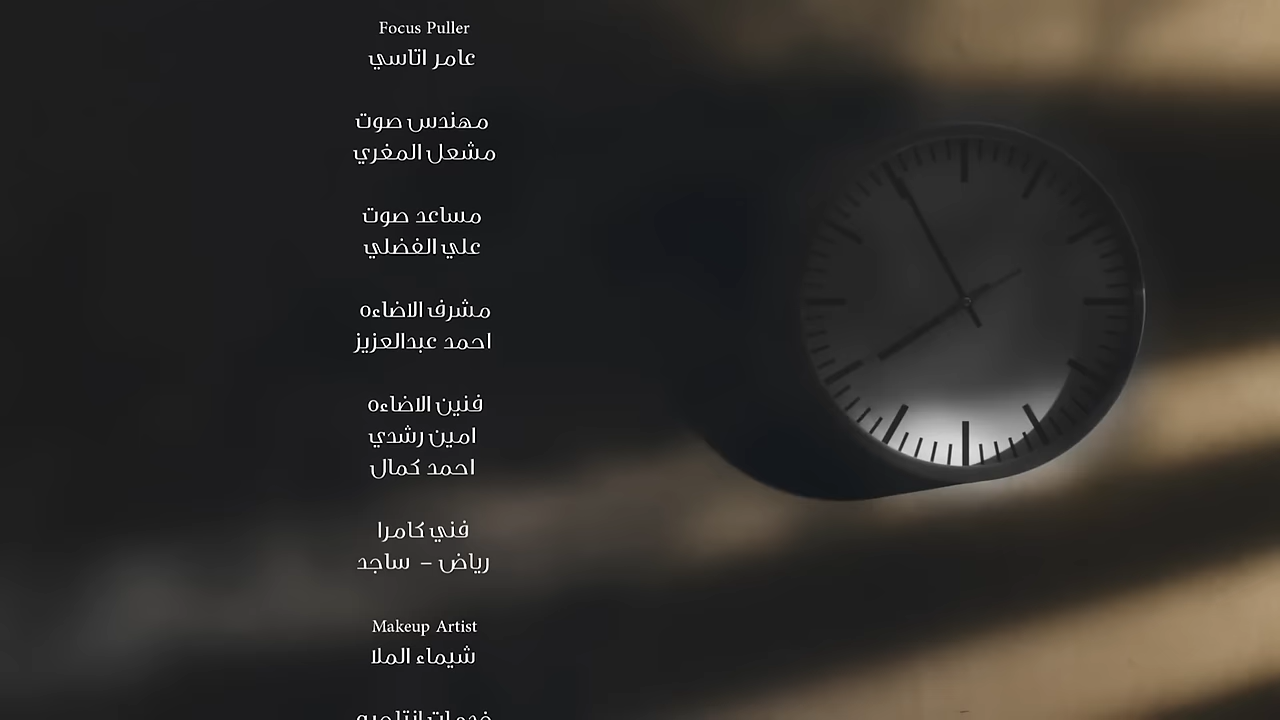 Focus Puller
عامر اتاسي
مهندس صوت
مشعل المغري
مساعد صوت
علي الفضلي
مشرف الاضاءه
احمد عبدالعزيز
فنين الاضاءه
امين رشدي
احمد كمال
فني كامرا
رياض - ساجد
Makeup Artist
شيماء الملا